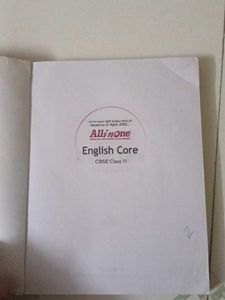 As Per Latest CBSE Syllabus 2022-23
Issued on 21 April, 2022...
All in one
English Core
CBSE Class 11
2